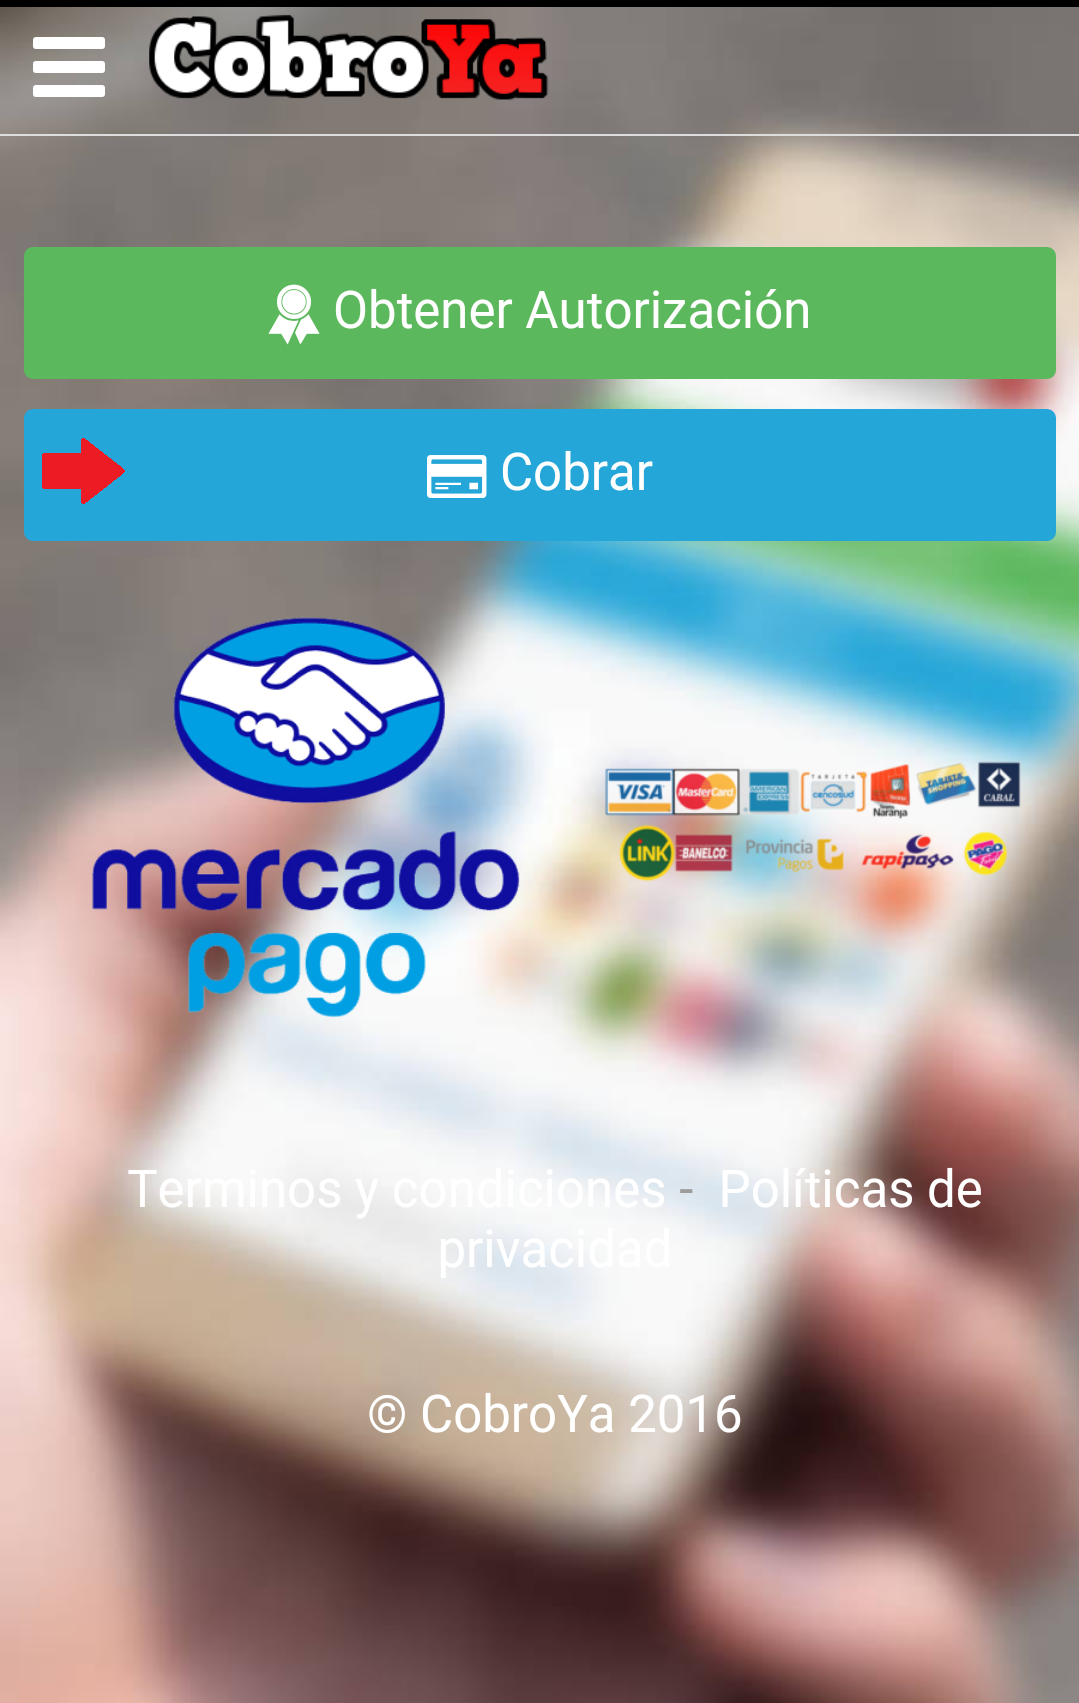 CobroYa
Obtener Autorización
Cobrar
mercado
pago
VISA MasterCard AMERICAN EXPRESS TARJETA cencosud Naranja TARJETA SHOPPING CABAL
LINK BANELCO Provincia Pagos rapipago PAGO
Terminos y condiciones - Políticas de
privacidad
© CobroYa 2016